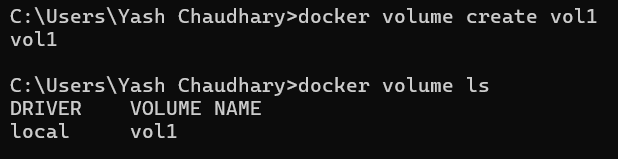 C:\Users\Yash Chaudhary>docker volume create vol1
vol1
C:\Users\Yash Chaudhary>docker volume ls
DRIVER    VOLUME NAME
local     vol1